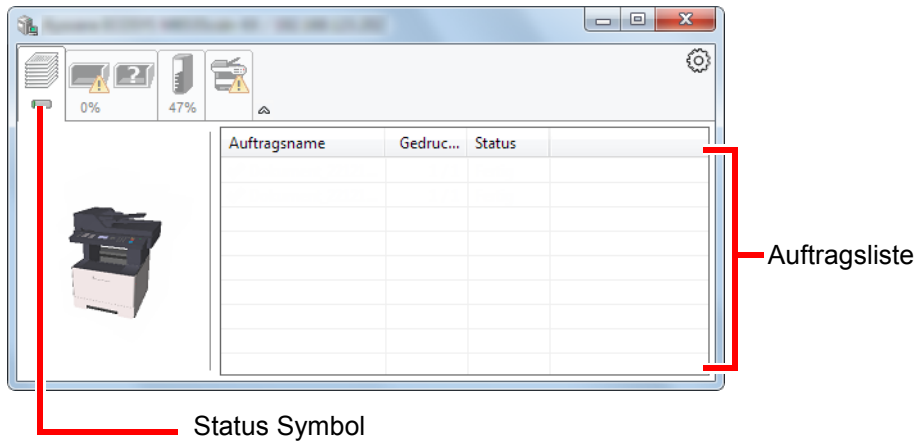 0%
47%
Auftragsname Gedruc... Status
Auftragsliste
Status Symbol